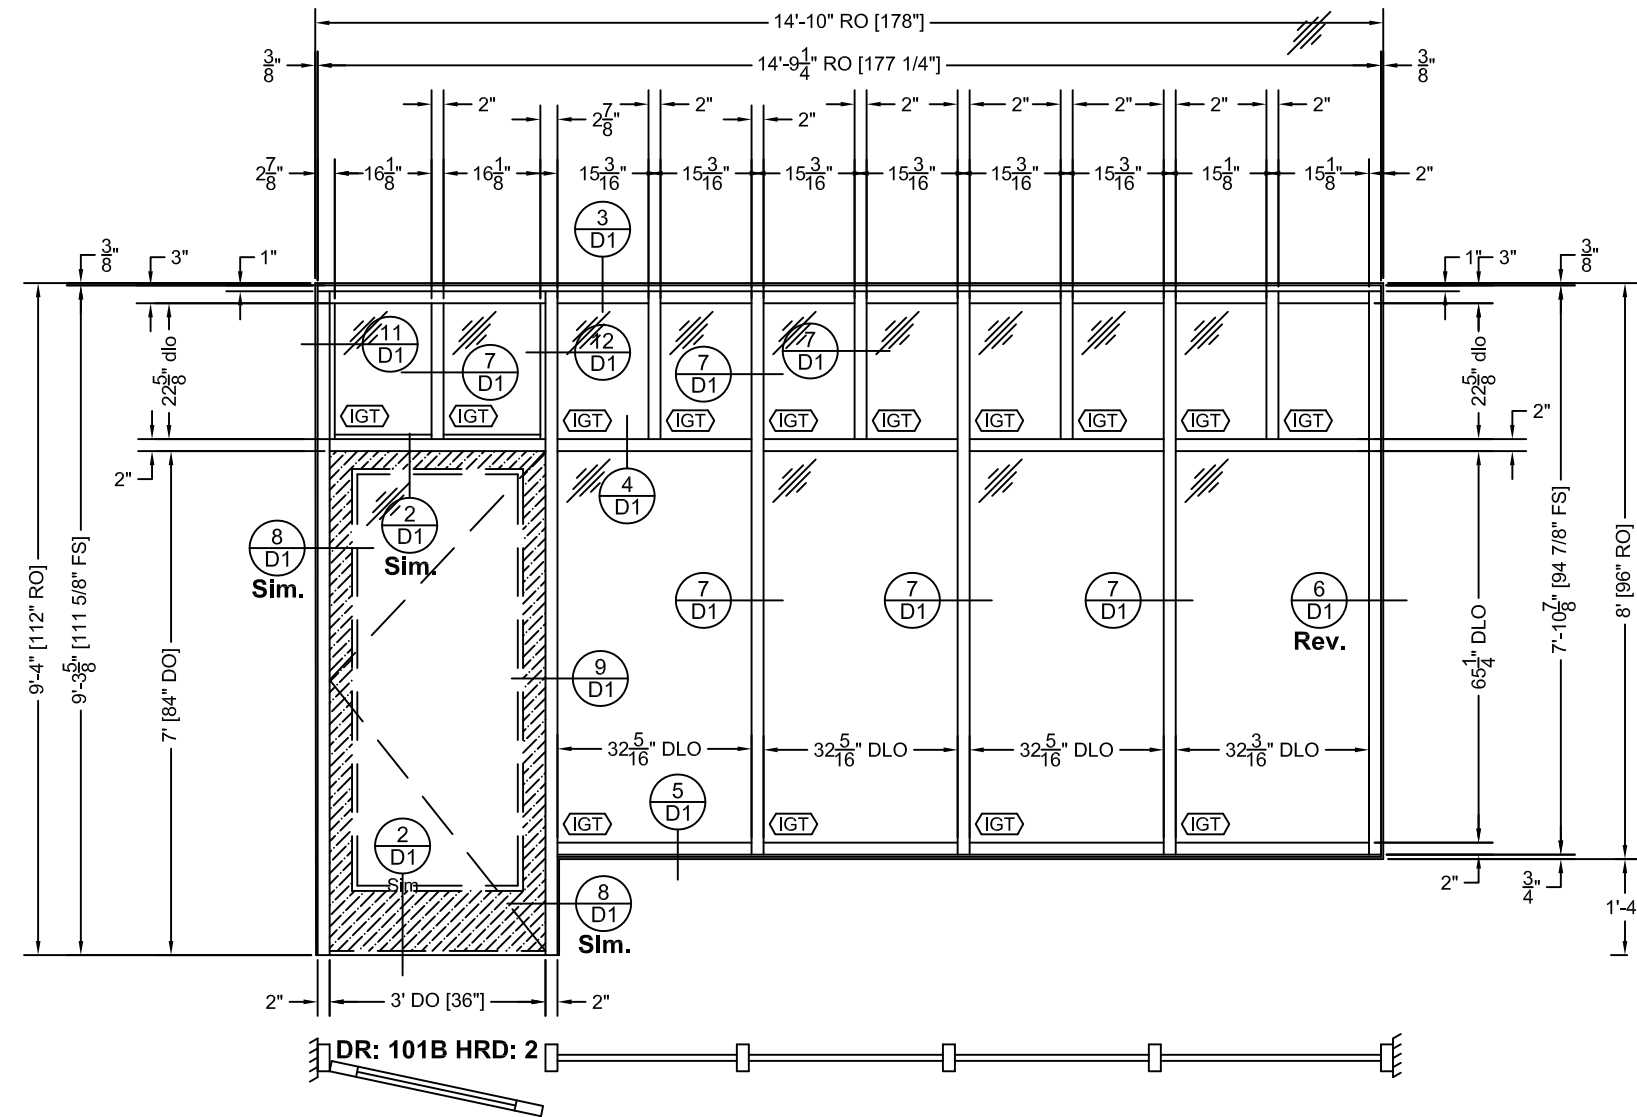 14'-10" RO [178"]
3/8" 14'-9 1/4" RO [177 1/4"] 3/8"
2" 2" 2" 2" 2" 2" 2"
2 7/8" 2"
2 7/8" 16 1/8" 16 1/8" 15 3/16" 15 3/16" 15 3/16" 15 3/16" 15 3/16" 15 3/16" 15 1/8" 15 1/8" 2"
3
D1
3/8" 3" 1" 1" 3" 3/8"
11
D1
7
D1
12
D1
7
D1
7
D1
22 5/8" dlo
22 5/8" dlo
IGT IGT IGT IGT IGT IGT IGT IGT IGT IGT
2"
2"
4
D1
2
D1
Sim.
8
D1
Sim.
9'-4" [112" RO]
9'-3 5/8" [111 5/8" FS]
7' [84" DO]
7
D1
7
D1
7
D1
6
D1
Rev.
65 1/4" DLO
7'-10 7/8" [94 7/8" FS]
8' [96" RO]
9
D1
32 5/16" DLO 32 5/16" DLO 32 5/16" DLO 32 3/16" DLO
5
D1
IGT IGT IGT IGT
2
D1
Sim
2" 3/4"
1'-4
8
D1
SIm.
2" 3' DO [36"] 2"
DR: 101B HRD: 2